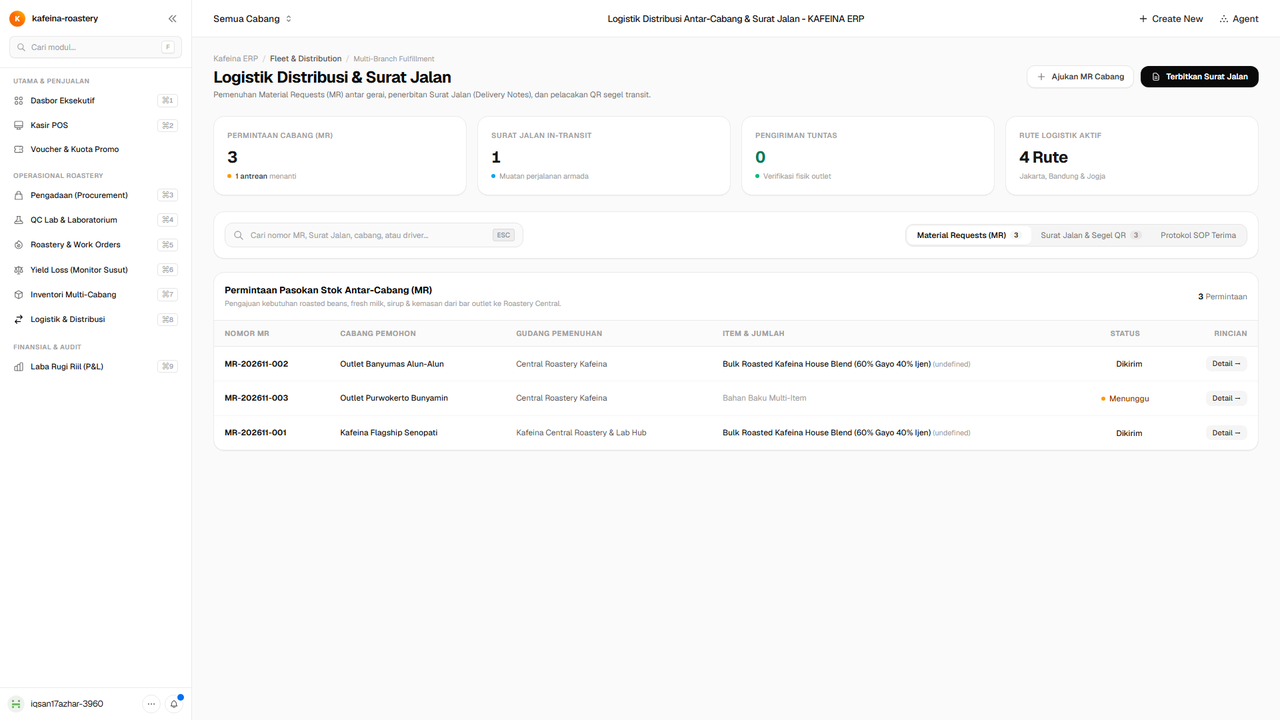 K kafeina-roastery
Cari modul... F
UTAMA & PENJUALAN
Dasbor Eksekutif ⌘1
Kasir POS ⌘2
Voucher & Kuota Promo
OPERASIONAL ROASTERY
Pengadaan (Procurement) ⌘3
QC Lab & Laboratorium ⌘4
Roastery & Work Orders ⌘5
Yield Loss (Monitor Susut) ⌘6
Inventori Multi-Cabang ⌘7
Logistik & Distribusi ⌘8
FINANSIAL & AUDIT
Laba Rugi Riil (P&L) ⌘9
iqsan17azhar-3960
Semua Cabang
Logistik Distribusi Antar-Cabang & Surat Jalan - KAFEINA ERP
Create New
Agent
Kafeina ERP / Fleet & Distribution / Multi-Branch Fulfillment
Logistik Distribusi & Surat Jalan
Pemenuhan Material Requests (MR) antar gerai, penerbitan Surat Jalan (Delivery Notes), dan pelacakan QR segel transit.
Ajukan MR Cabang
Terbitkan Surat Jalan
PERMINTAAN CABANG (MR)
3
1 antrean menanti
SURAT JALAN IN-TRANSIT
1
Muatan perjalanan armada
PENGIRIMAN TUNTAS
0
Verifikasi fisik outlet
RUTE LOGISTIK AKTIF
4 Rute
Jakarta, Bandung & Jogja
Cari nomor MR, Surat Jalan, cabang, atau driver... ESC
Material Requests (MR) 3
Surat Jalan & Segel QR 3
Protokol SOP Terima
Permintaan Pasokan Stok Antar-Cabang (MR)
Pengajuan kebutuhan roasted beans, fresh milk, sirup & kemasan dari bar outlet ke Roastery Central.
3 Permintaan
NOMOR MR CABANG PEMOHON GUDANG PEMENUHAN ITEM & JUMLAH STATUS RINCIAN
MR-202611-002 Outlet Banyumas Alun-Alun Central Roastery Kafeina Bulk Roasted Kafeina House Blend (60% Gayo 40% Ijen) (undefined) Dikirim Detail →
MR-202611-003 Outlet Purwokerto Bunyamin Central Roastery Kafeina Bahan Baku Multi-Item Menunggu Detail →
MR-202611-001 Kafeina Flagship Senopati Kafeina Central Roastery & Lab Hub Bulk Roasted Kafeina House Blend (60% Gayo 40% Ijen) (undefined) Dikirim Detail →